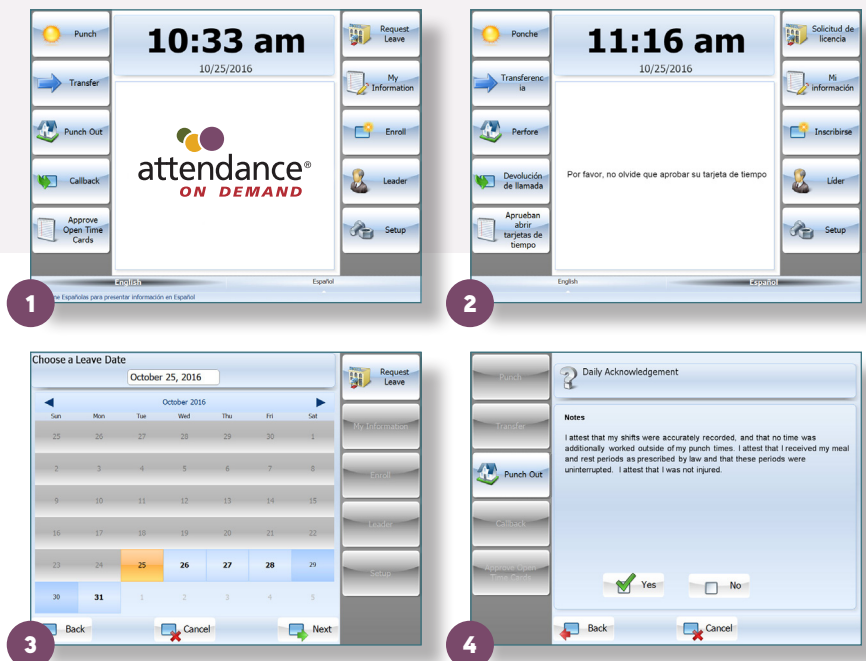 Punch
10:33 am
10/25/2016
Request
Leave
Transfer
My
Information
Punch Out
attendance®
ON DEMAND
Enroll
Callback
Leader
Approve
Open Time
Cards
Setup
English
Español
Españolas para presentar información en Español
1
Ponche
11:16 am
10/25/2016
Solicitud de
licencia
Transferenc
ia
Mi
información
Perfore
Inscribirse
Devolución
de llamada
Por favor, no olvide que aprobar su tarjeta de tiempo
Líder
Aprueban
abrir
tarjetas de
tiempo
Setup
English
Español
2
Choose a Leave Date
October 25, 2016
Request
Leave
October 2016
Sun Mon Tue Wed Thu Fri Sat
25 26 27 28 29 30 1
My Information
2 3 4 5 6 7 8
Enroll
9 10 11 12 13 14 15
Leader
16 17 18 19 20 21 22
23 24 25 26 27 28 29
Setup
30 31 1 2 3 4 5
Back
Cancel
Next
3
Punch
Daily Acknowledgement
Transfer
Notes
I attest that my shifts were accurately recorded, and that no time was
additionally worked outside of my punch times. I attest that I received my meal
and rest periods as prescribed by law and that these periods were
uninterrupted. I attest that I was not injured.
Punch Out
Callback
Approve Open
Time Cards
Yes
No
Back
Cancel
4